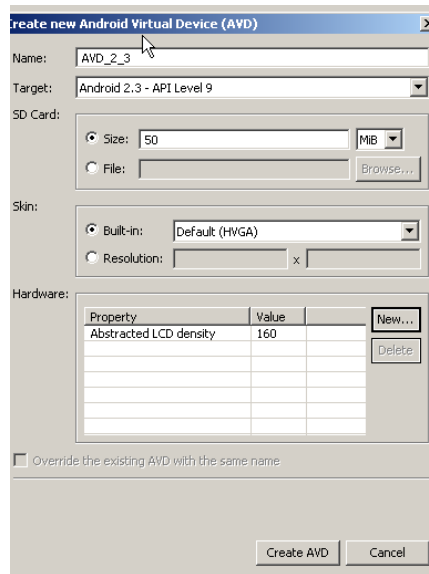 Create new Android Virtual Device (AVD)
Name: AVD_2_3
Target: Android 2.3 - API Level 9
SD Card:
Size: 50 MiB
File: Browse...
Skin:
Built-in: Default (HVGA)
Resolution: x
Hardware:
Property Value New...
Abstracted LCD density 160
Delete
Override the existing AVD with the same name
Create AVD Cancel